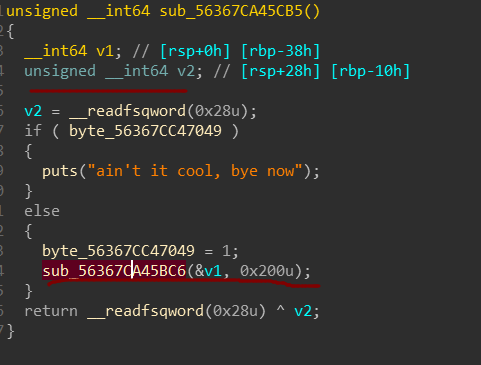 unsigned __int64 sub_56367CA45CB5()
{
__int64 v1; // [rsp+0h] [rbp-38h]
unsigned __int64 v2; // [rsp+28h] [rbp-10h]
v2 = __readfsqword(0x28u);
if ( byte_56367CC47049 )
{
puts("ain't it cool, bye now");
}
else
{
byte_56367CC47049 = 1;
sub_56367CA45BC6(&v1, 0x200u);
}
return __readfsqword(0x28u) ^ v2;
}